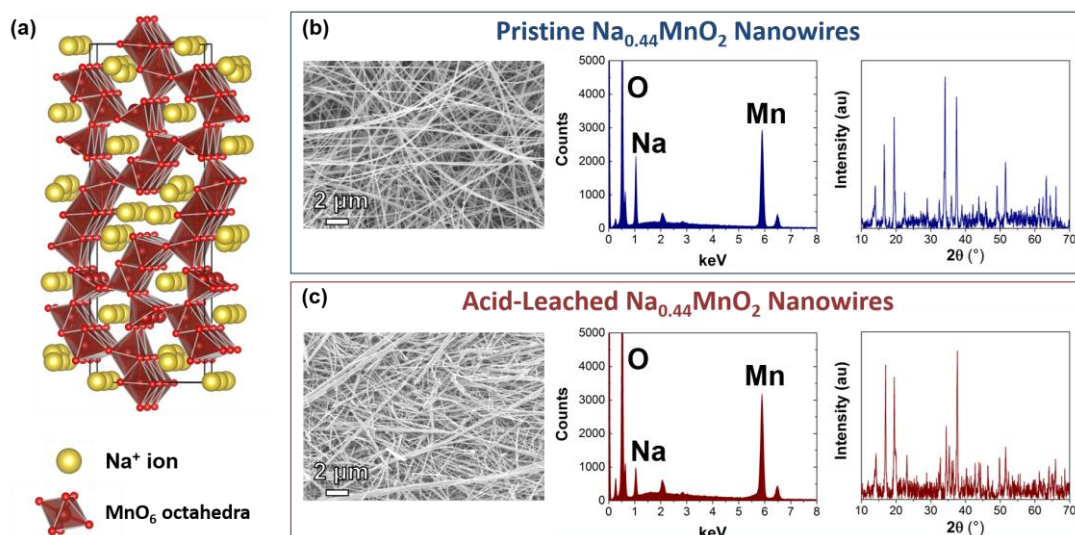 (a)
Na⁺ ion
MnO₆ octahedra
(b)
Pristine Na₀.₄₄MnO₂ Nanowires
2 μm
Counts
5000
4000
3000
2000
1000
0
O
Na
Mn
0 1 2 3 4 5 6 7 8
keV
Intensity (au)
10 20 30 40 50 60 70
2θ (°)
(c)
Acid-Leached Na₀.₄₄MnO₂ Nanowires
2 μm
Counts
5000
4000
3000
2000
1000
0
O
Na
Mn
0 1 2 3 4 5 6 7 8
keV
Intensity (au)
10 20 30 40 50 60 70
2θ (°)